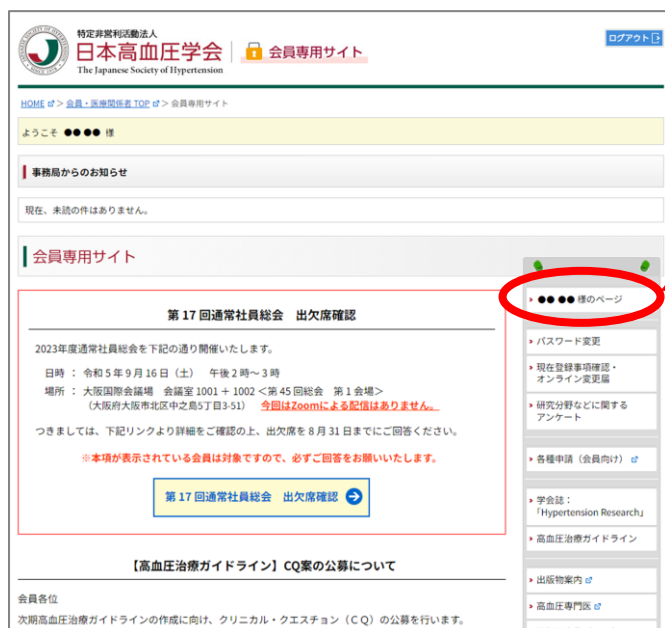 特定非営利活動法人
日本高血圧学会
The Japanese Society of Hypertension
会員専用サイト
ログアウト
HOME > 会員・医療関係者 TOP > 会員専用サイト
ようこそ ●● ●● 様
事務局からのお知らせ
現在、未読の件はありません。
会員専用サイト
第 17 回通常社員総会　出欠席確認
2023年度通常社員総会を下記の通り開催いたします。
日時 ： 令和 5 年 9 月 16 日（土）　午後 2 時～ 3 時
場所 ： 大阪国際会議場　会議室 1001 + 1002 ＜第 45 回総会　第 1 会場＞
（大阪府大阪市北区中之島5丁目3-51）　今回はZoomによる配信はありません。
つきましては、下記リンクより詳細をご確認の上、出欠席を 8 月 31 日までにご回答ください。
※本項が表示されている会員は対象ですので、必ずご回答をお願いいたします。
第 17 回通常社員総会　出欠席確認
【高血圧治療ガイドライン】CQ案の公募について
会員各位
次期高血圧治療ガイドラインの作成に向け、クリニカル・クエスチョン（ＣＱ）の公募を行います。
●● ●● 様のページ
パスワード変更
現在登録事項確認・
オンライン変更届
研究分野などに関する
アンケート
各種申請（会員向け）
学会誌：
「Hypertension Research」
高血圧治療ガイドライン
出版物案内
高血圧専門医